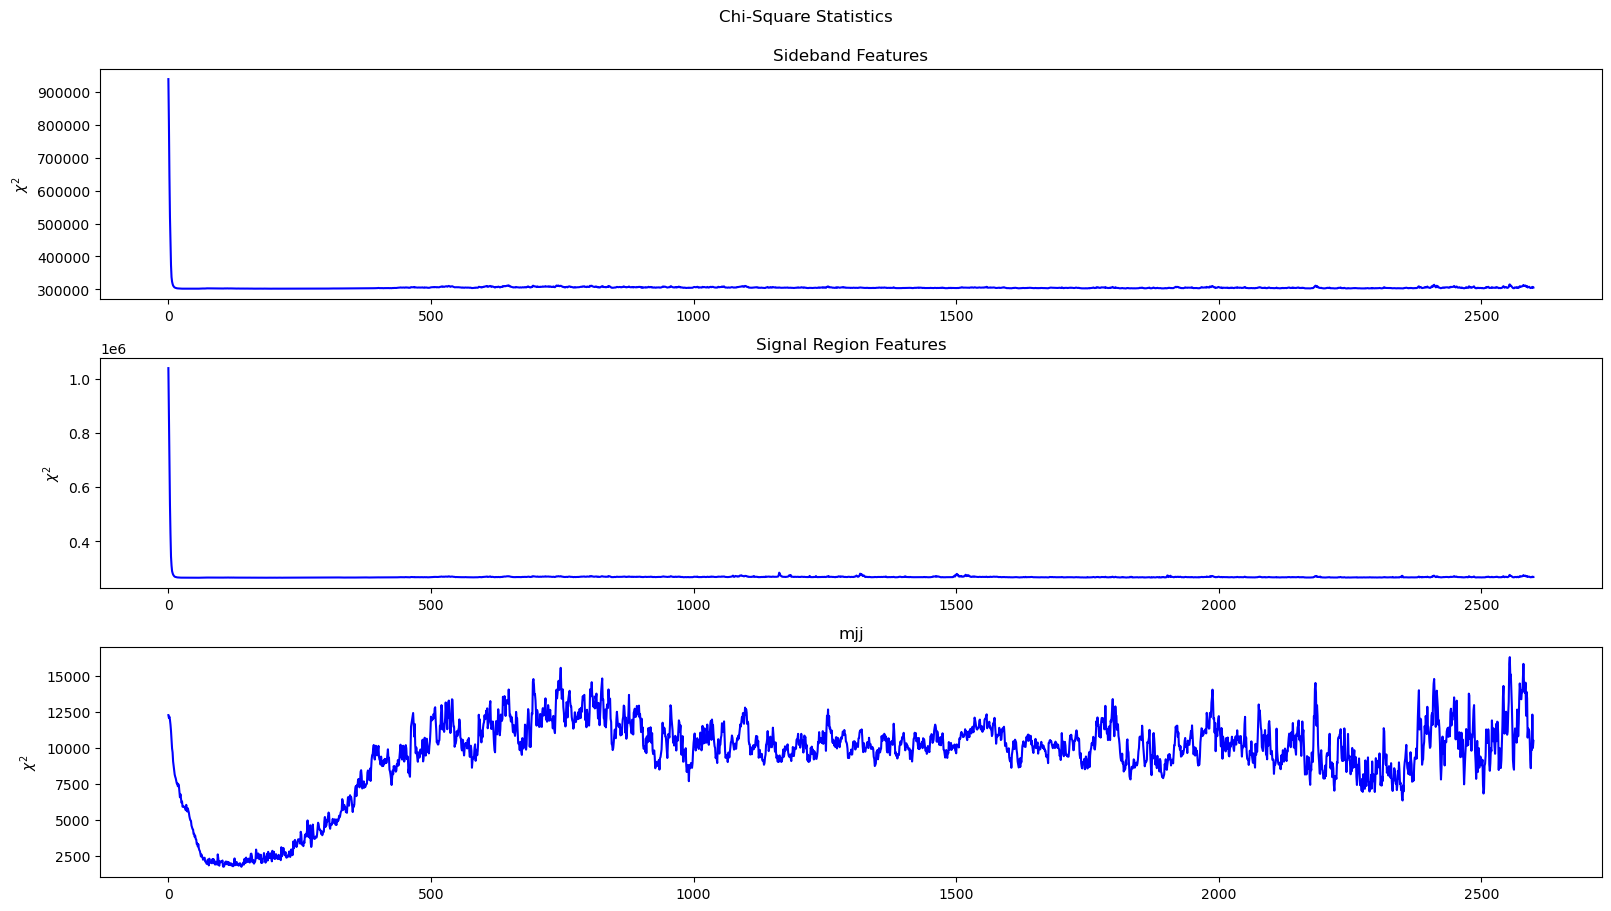 Chi-Square Statistics
Sideband Features
900000
800000
700000
600000
500000
400000
300000
χ²
0 500 1000 1500 2000 2500
Signal Region Features
1e6
1.0
0.8
0.6
0.4
χ²
0 500 1000 1500 2000 2500
mjj
15000
12500
10000
7500
5000
2500
χ²
0 500 1000 1500 2000 2500